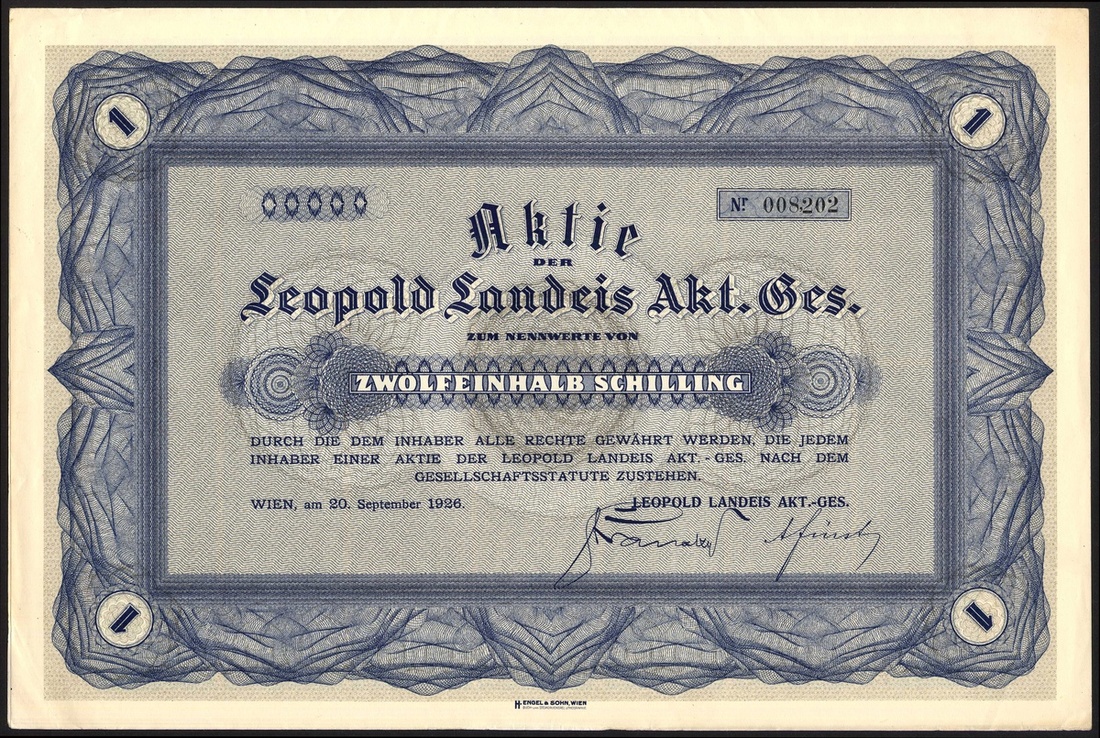 1 1
00000
Nr 008202
Aktie
DER
Leopold Landeis Akt. Ges.
ZUM NENNWERTE VON
ZWÖLFEINHALB SCHILLING
DURCH DIE DEM INHABER ALLE RECHTE GEWÄHRT WERDEN, DIE JEDEM
INHABER EINER AKTIE DER LEOPOLD LANDEIS AKT.-GES. NACH DEM
GESELLSCHAFTSSTATUTE ZUSTEHEN.
WIEN, am 20. September 1926.
LEOPOLD LANDEIS AKT.-GES.
1 1
H. ENGEL & SOHN, WIEN